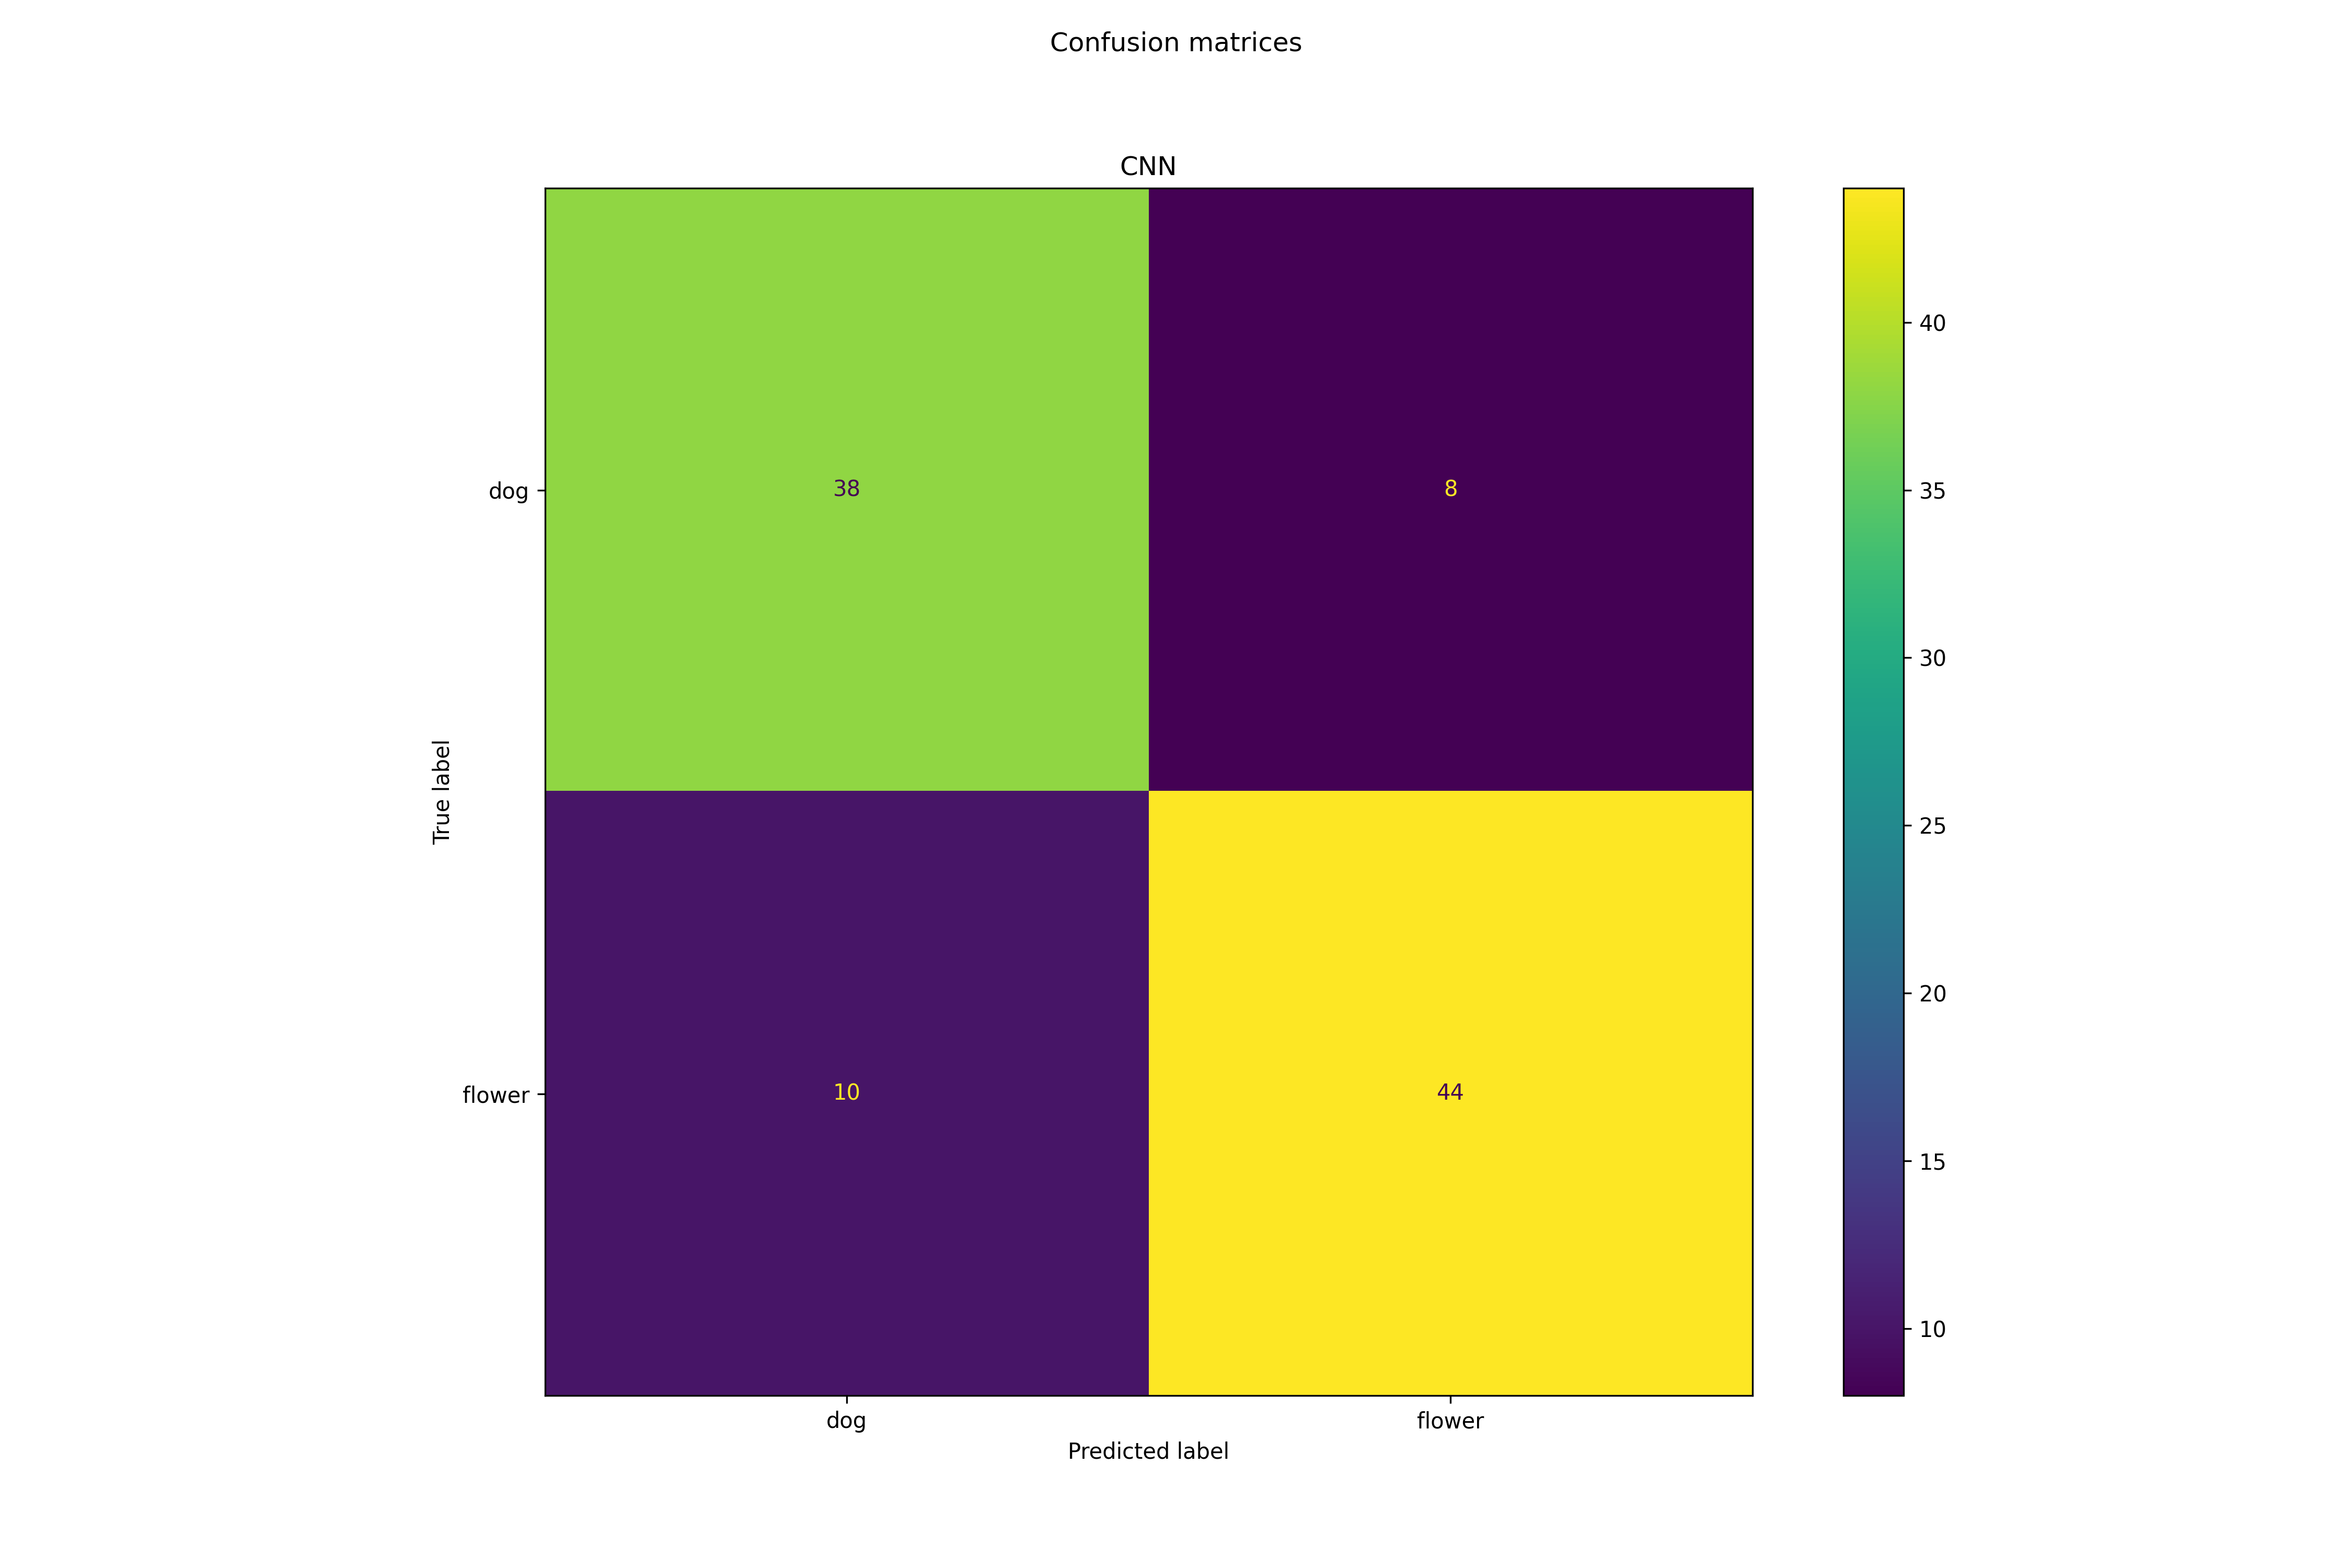 Confusion matrices
CNN
dog
38
8
40
35
30
25
20
15
10
True label
flower
10
44
dog
flower
Predicted label